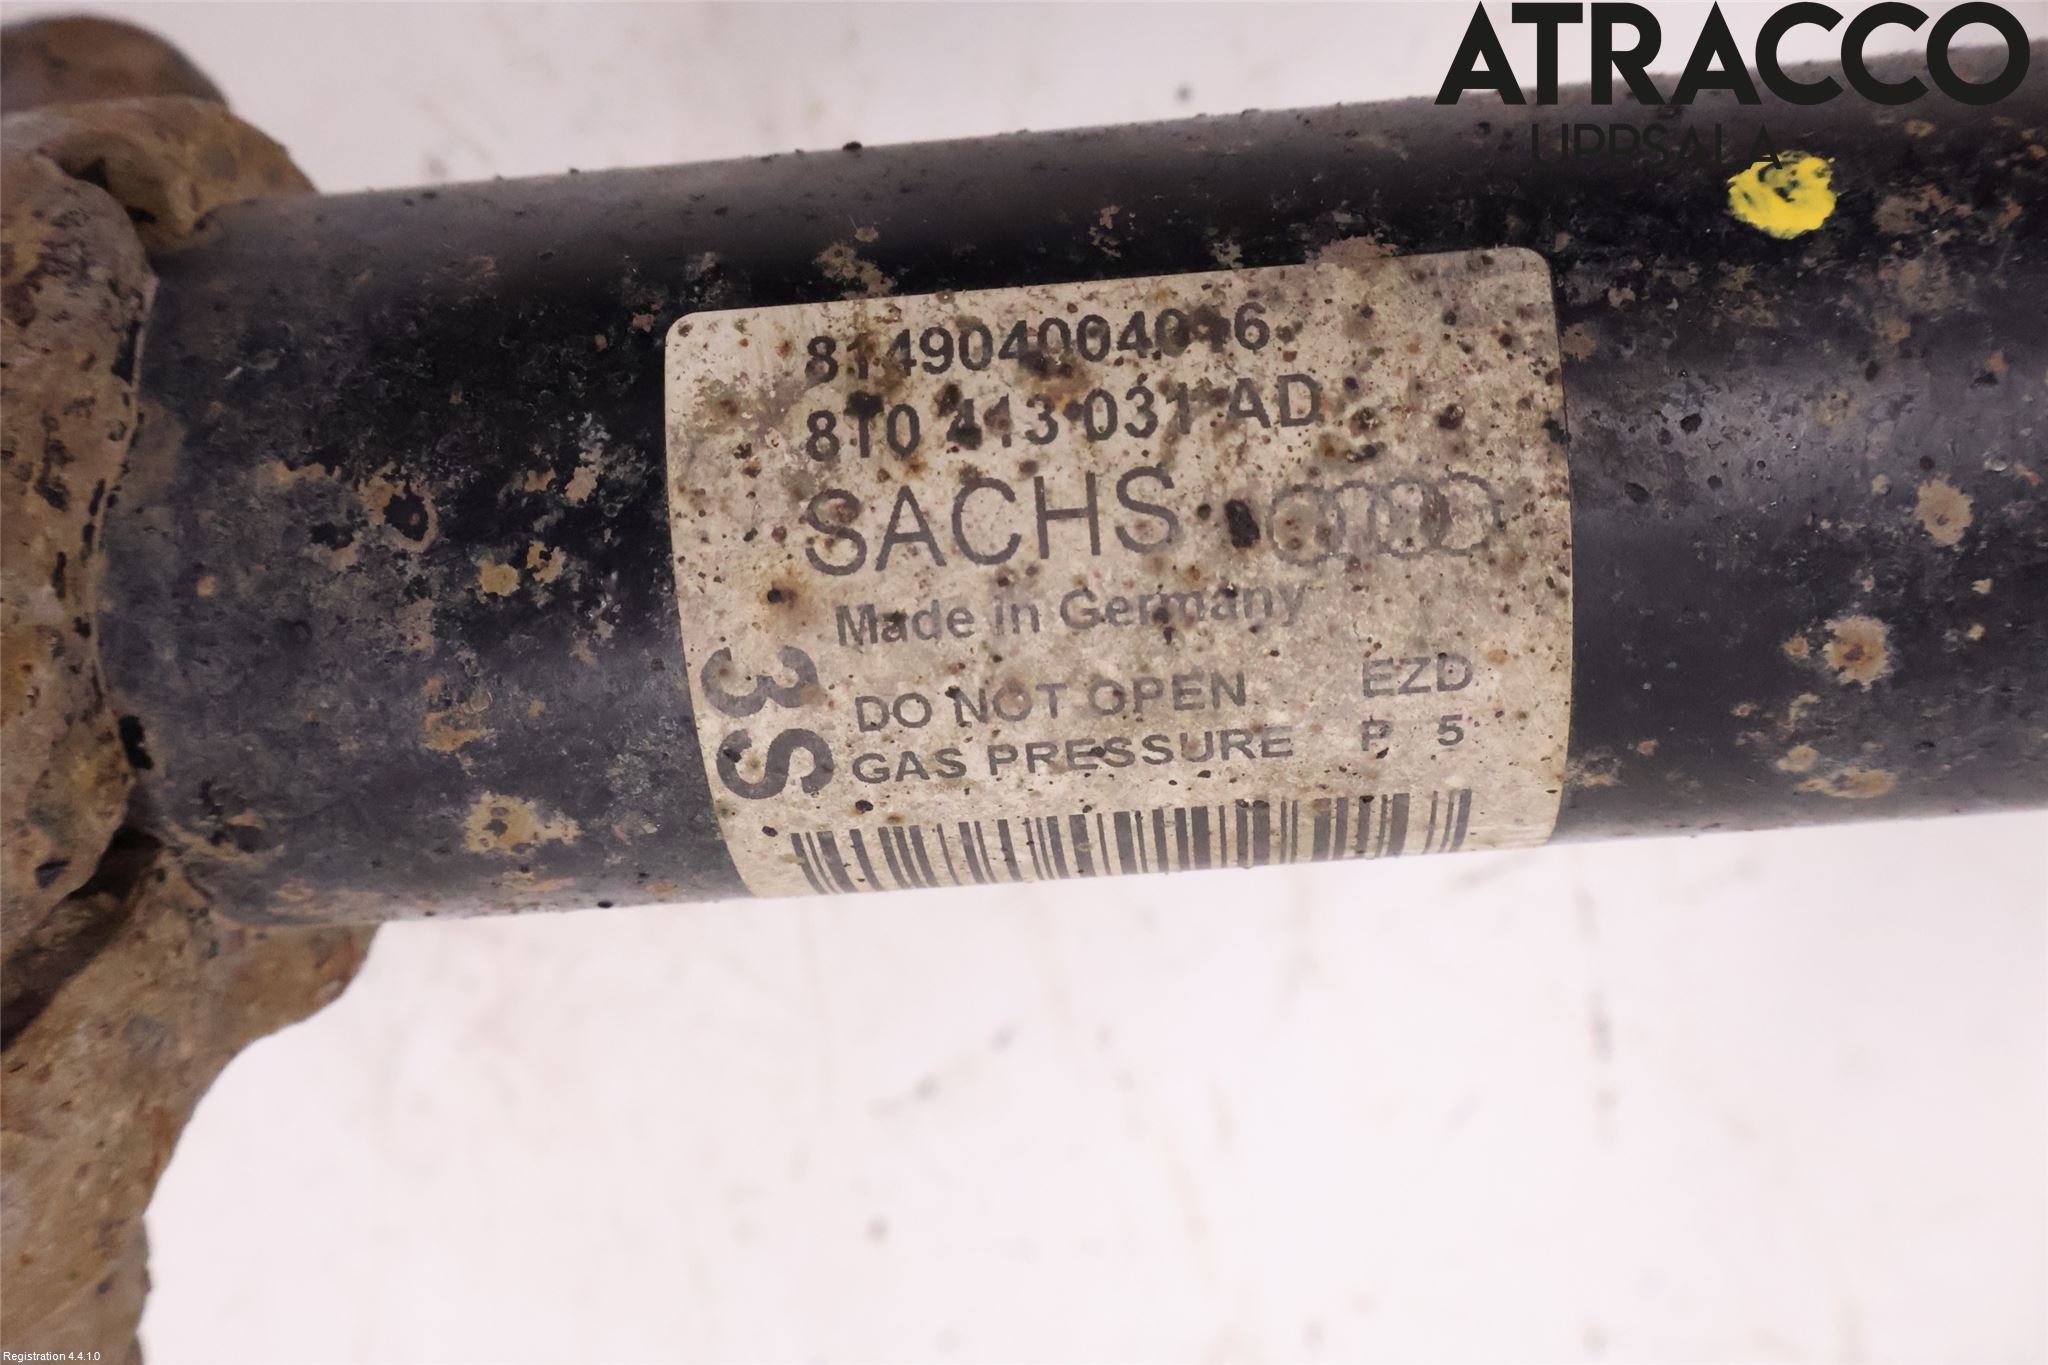 ATRACCO
UPPSALA
814904004016
8T0 413 031 AD
SACHS
Made in Germany
3S
DO NOT OPEN EZD
GAS PRESSURE P 5
Registration 4.4.1.0